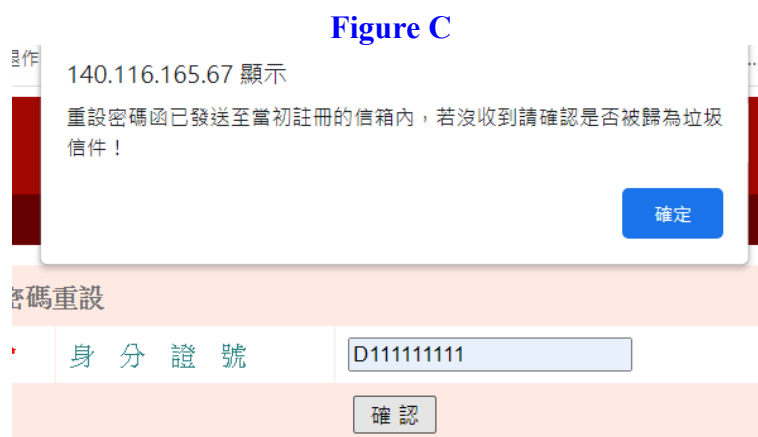 Figure C
退作
140.116.165.67 顯示
重設密碼函已發送至當初註冊的信箱內，若沒收到請確認是否被歸為垃圾
信件！
確定
密碼重設
* 身 分 證 號 D111111111
確 認